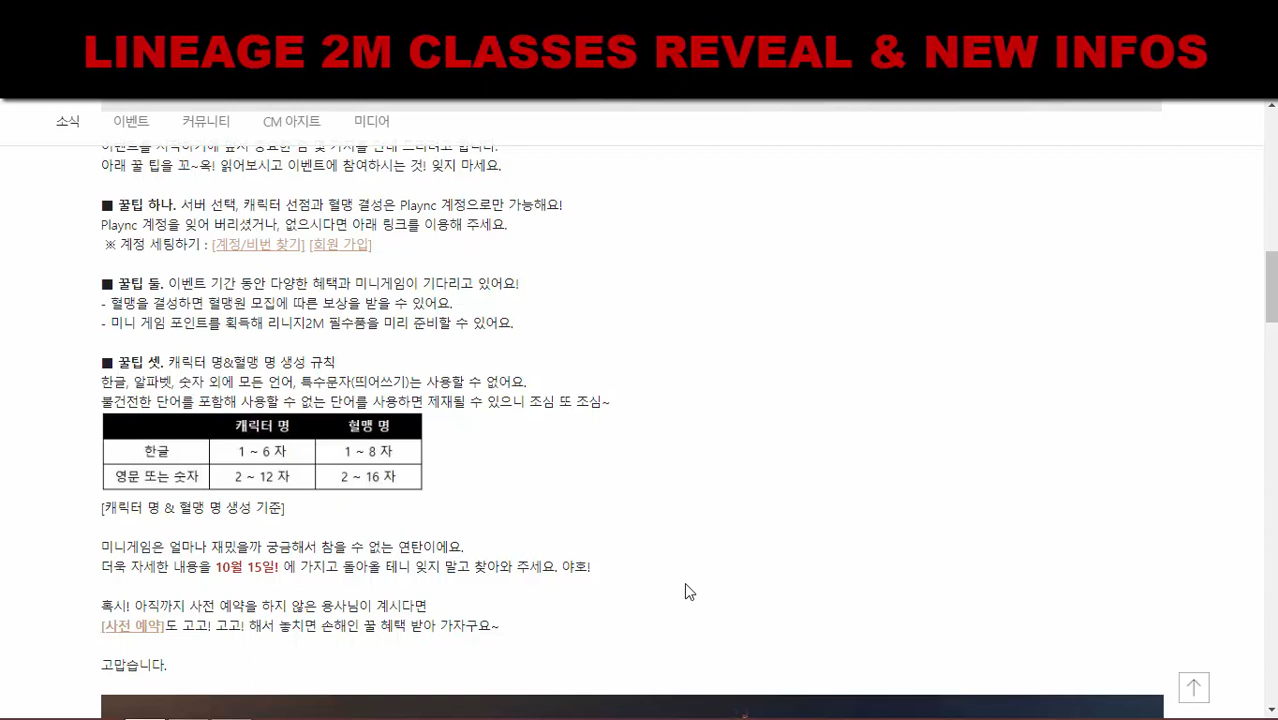 LINEAGE 2M CLASSES REVEAL & NEW INFOS
소식 이벤트 커뮤니티 CM 아지트 미디어
아래 꿀 팁을 꼬~옥! 읽어보시고 이벤트에 참여하시는 것! 잊지 마세요.
■ 꿀팁 하나. 서버 선택, 캐릭터 선점과 혈맹 결성은 Plaync 계정으로만 가능해요!
Plaync 계정을 잊어 버리셨거나, 없으시다면 아래 링크를 이용해 주세요.
※ 계정 세팅하기 : [계정/비번 찾기] [회원 가입]
■ 꿀팁 둘. 이벤트 기간 동안 다양한 혜택과 미니게임이 기다리고 있어요!
- 혈맹을 결성하면 혈맹원 모집에 따른 보상을 받을 수 있어요.
- 미니 게임 포인트를 획득해 리니지2M 필수품을 미리 준비할 수 있어요.
■ 꿀팁 셋. 캐릭터 명&혈맹 명 생성 규칙
한글, 알파벳, 숫자 외에 모든 언어, 특수문자(띄어쓰기)는 사용할 수 없어요.
불건전한 단어를 포함해 사용할 수 없는 단어를 사용하면 제재될 수 있으니 조심 또 조심~
캐릭터 명 혈맹 명
한글 1 ~ 6 자 1 ~ 8 자
영문 또는 숫자 2 ~ 12 자 2 ~ 16 자
[캐릭터 명 & 혈맹 명 생성 기준]
미니게임은 얼마나 재밌을까 궁금해서 참을 수 없는 연탄이에요.
더욱 자세한 내용을 10월 15일! 에 가지고 돌아올 테니 잊지 말고 찾아와 주세요. 야호!
혹시! 아직까지 사전 예약을 하지 않은 용사님이 계시다면
[사전 예약]도 고고! 고고! 해서 놓치면 손해인 꿀 혜택 받아 가자구요~
고맙습니다.